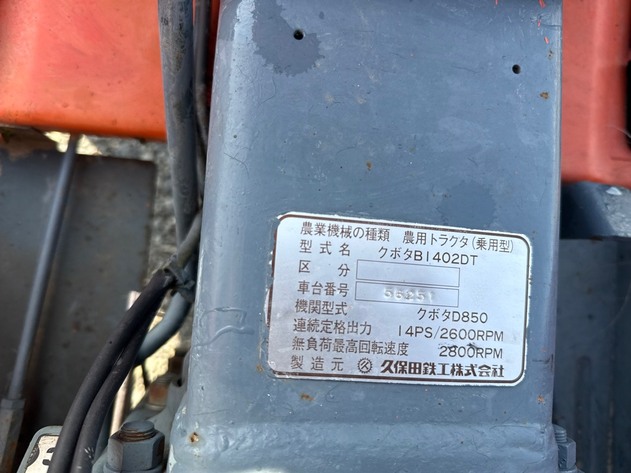 農業機械の種類 農用トラクタ(乗用型)
型式名 クボタB1402DT
区分
車台番号
機関型式 クボタD850
連続定格出力 14PS/2600RPM
無負荷最高回転速度 2800RPM
製造元 久保田鉄工株式会社